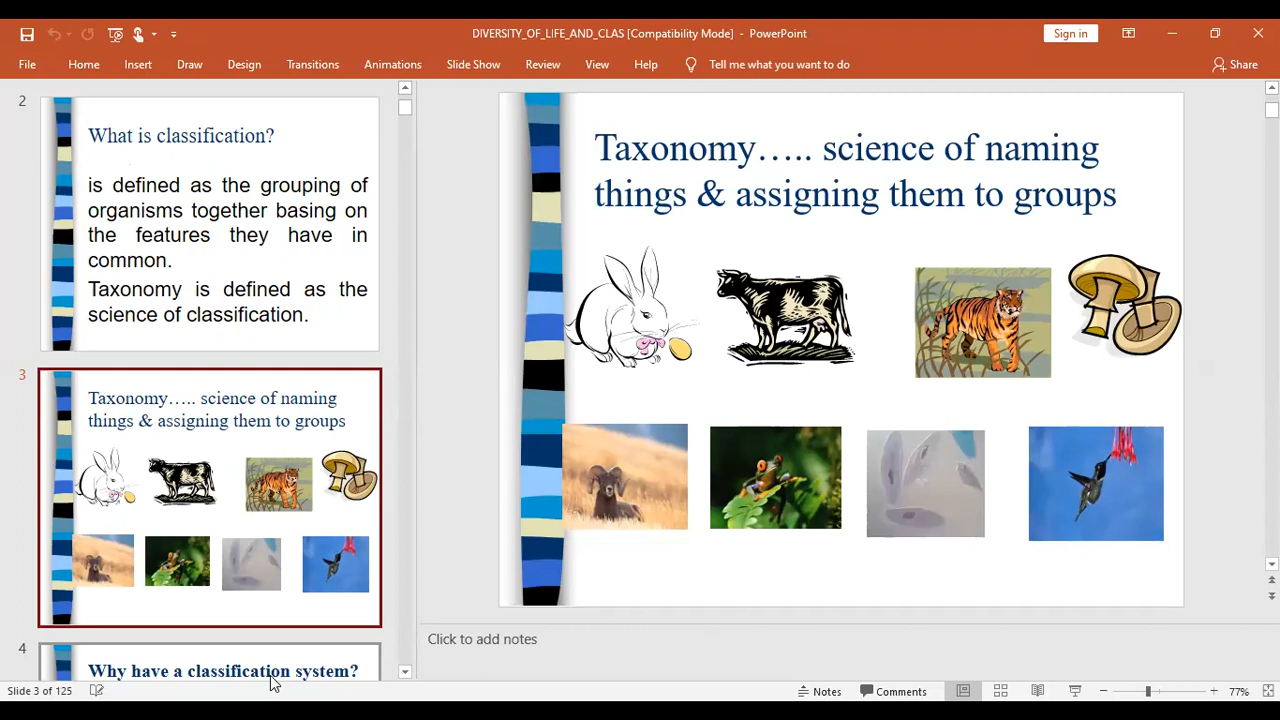 DIVERSITY_OF_LIFE_AND_CLAS [Compatibility Mode] - PowerPoint
Sign in
File Home Insert Draw Design Transitions Animations Slide Show Review View Help Tell me what you want to do Share
2
What is classification?
is defined as the grouping of
organisms together basing on
the features they have in
common.
Taxonomy is defined as the
science of classification.
3
Taxonomy….. science of naming
things & assigning them to groups
4
Why have a classification system?
Taxonomy….. science of naming
things & assigning them to groups
Click to add notes
Slide 3 of 125
Notes
Comments
77%